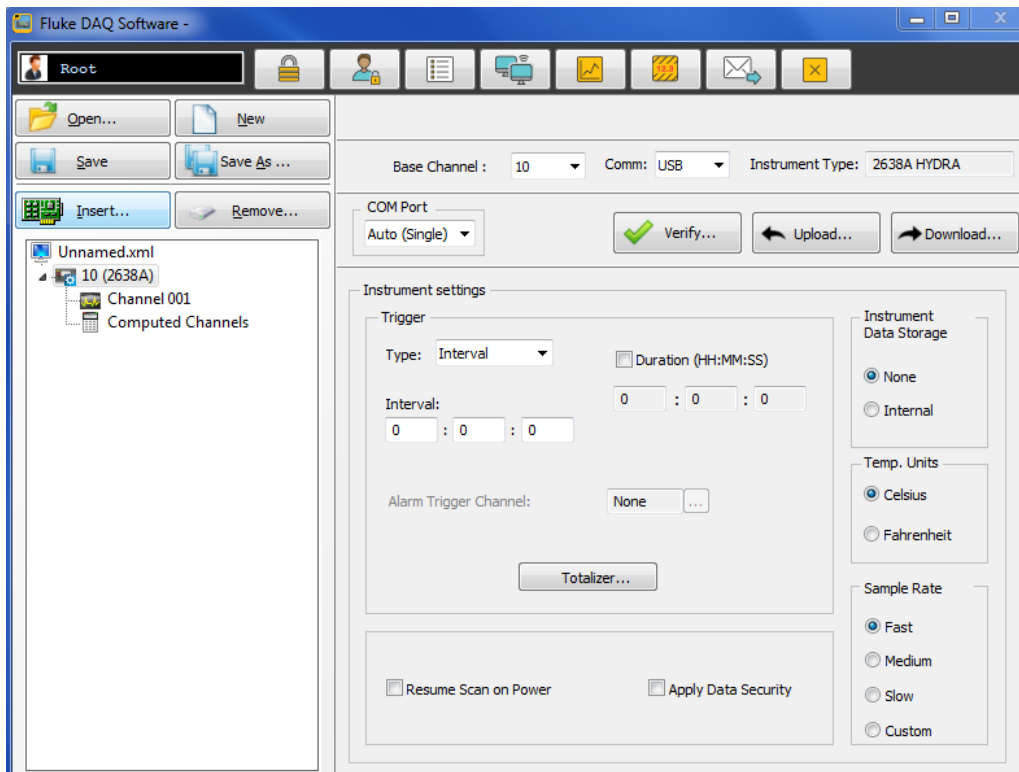 Fluke DAQ Software -
Root
12.3
Open...
New
Save
Save As ...
Insert...
Remove...
Unnamed.xml
10 (2638A)
Channel 001
Computed Channels
Base Channel : 10 Comm: USB Instrument Type: 2638A HYDRA
COM Port
Auto (Single)
Verify...
Upload...
Download...
Instrument settings
Trigger
Type: Interval
Duration (HH:MM:SS)
0 : 0 : 0
Interval:
0 : 0 : 0
Alarm Trigger Channel: None ...
Totalizer...
Resume Scan on Power
Apply Data Security
Instrument
Data Storage
None
Internal
Temp. Units
Celsius
Fahrenheit
Sample Rate
Fast
Medium
Slow
Custom